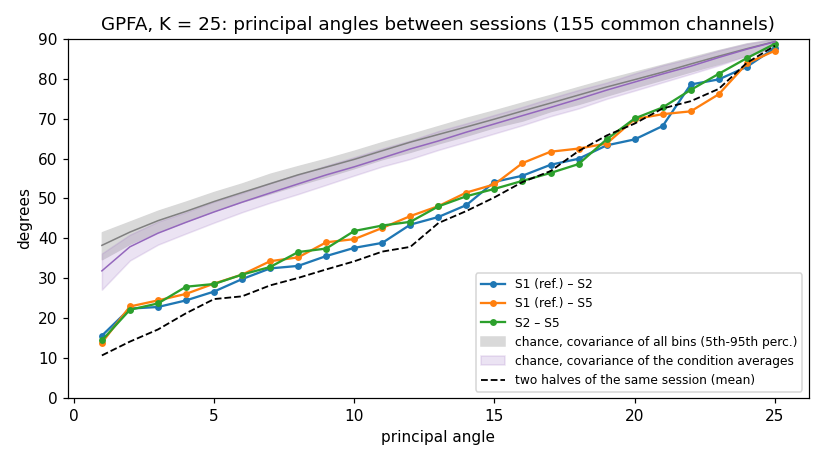 GPFA, K = 25: principal angles between sessions (155 common channels)
90
80
70
60
50
40
30
20
10
0
degrees
S1 (ref.) – S2
S1 (ref.) – S5
S2 – S5
chance, covariance of all bins (5th-95th perc.)
chance, covariance of the condition averages
two halves of the same session (mean)
0 5 10 15 20 25
principal angle